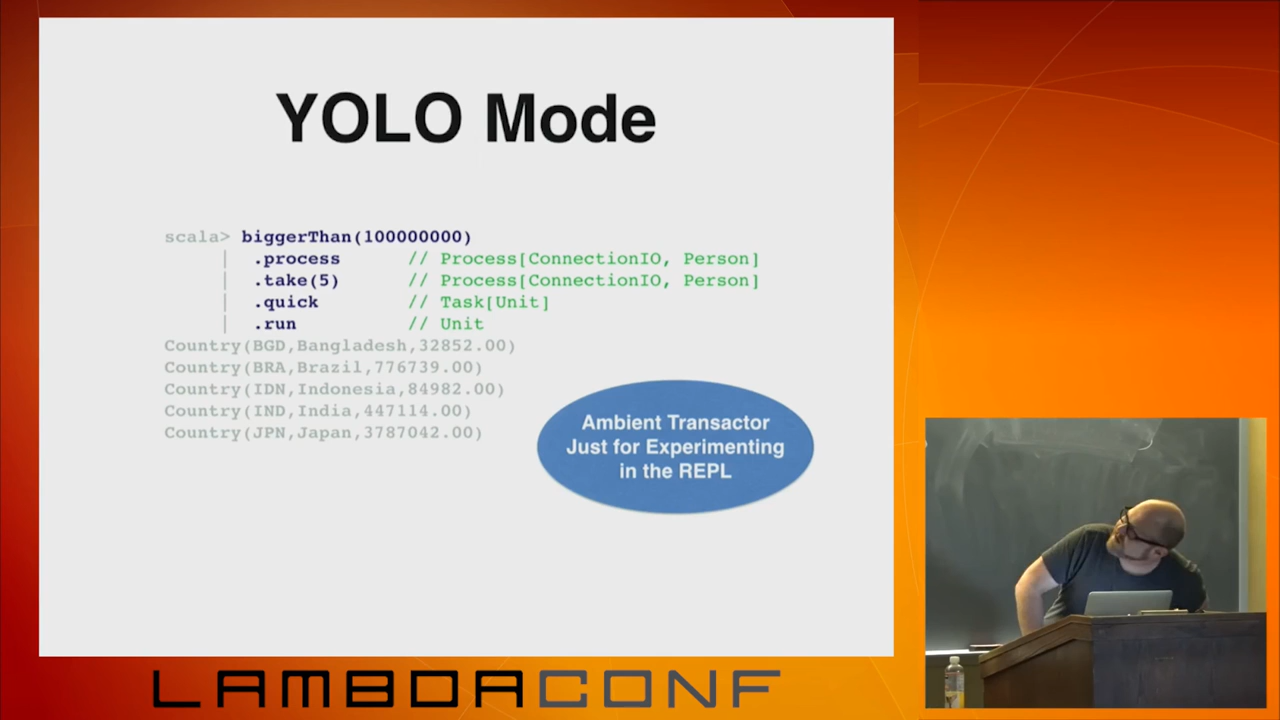 YOLO Mode
scala> biggerThan(100000000)
| .process // Process[ConnectionIO, Person]
| .take(5) // Process[ConnectionIO, Person]
| .quick // Task[Unit]
| .run // Unit
Country(BGD,Bangladesh,32852.00)
Country(BRA,Brazil,776739.00)
Country(IDN,Indonesia,84982.00)
Country(IND,India,447114.00)
Country(JPN,Japan,3787042.00)
Ambient Transactor
Just for Experimenting
in the REPL
LAMBDACONF